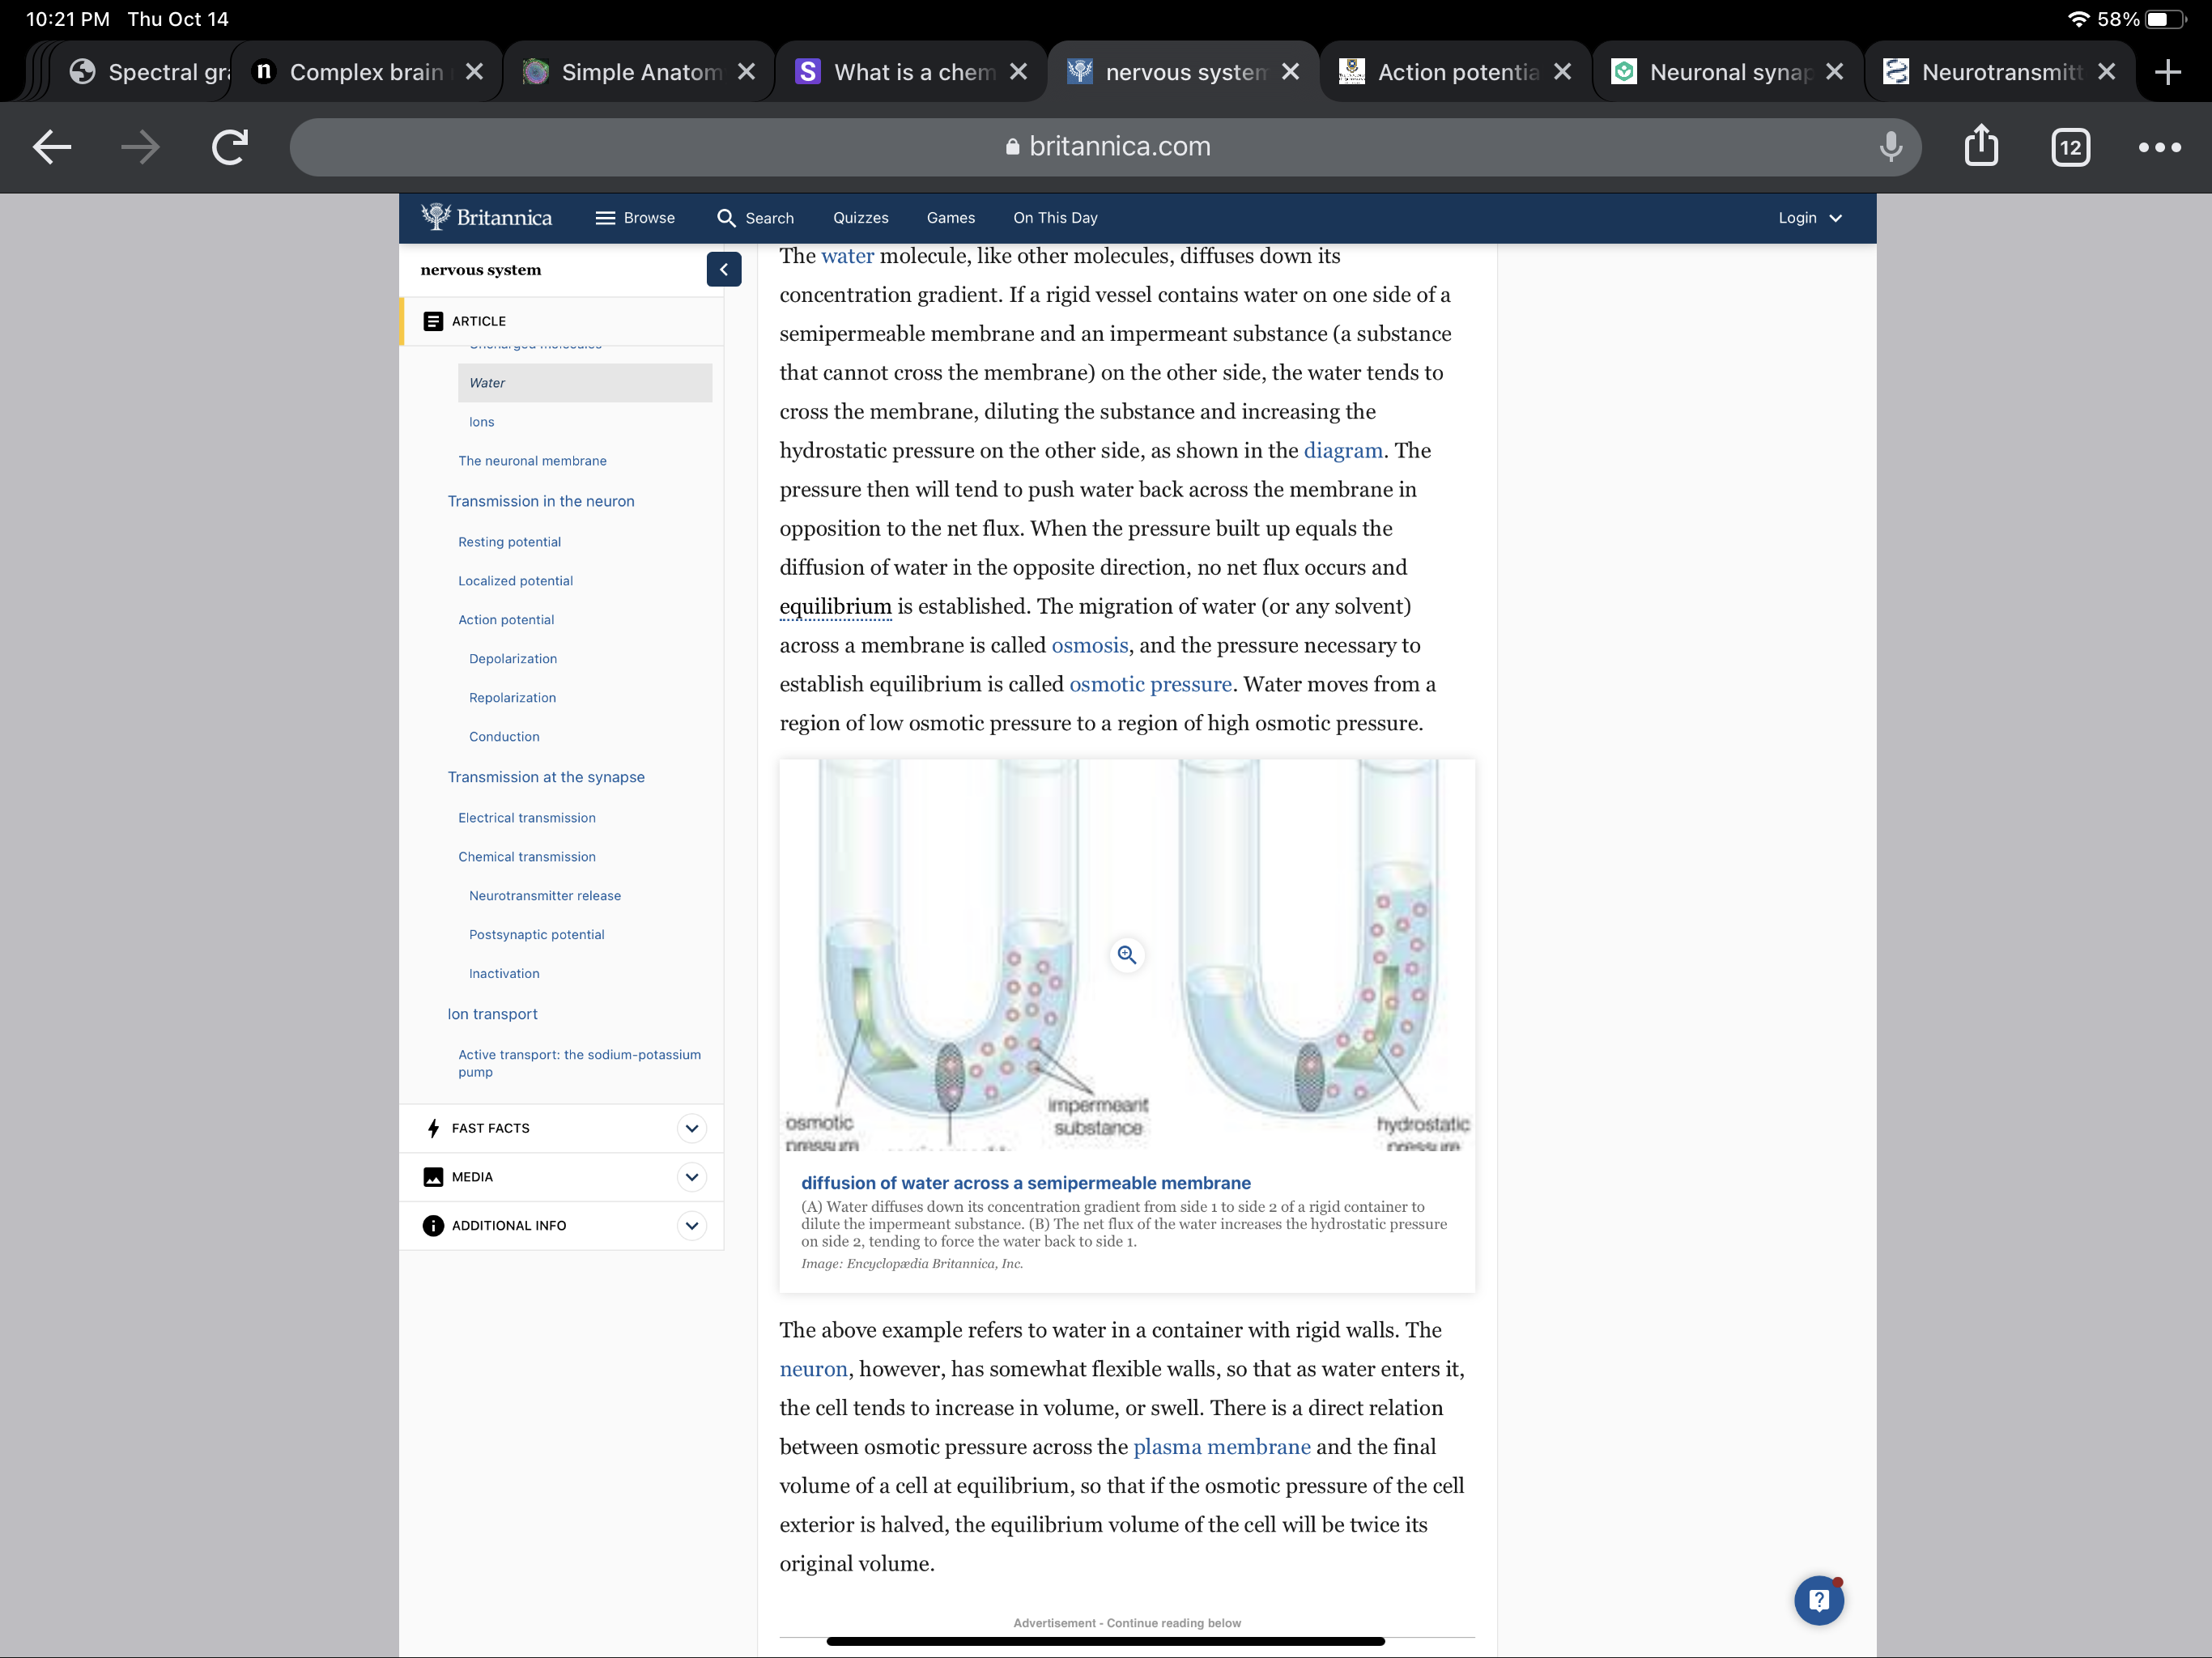 10:21 PM Thu Oct 14
58%
Spectral gra
n Complex brain
Simple Anatom
S What is a chem
nervous system
Action potentia
Neuronal synap
Neurotransmitt
britannica.com
12
Britannica Browse Search Quizzes Games On This Day Login
nervous system
ARTICLE
Uncharged molecules
Water
Ions
The neuronal membrane
Transmission in the neuron
Resting potential
Localized potential
Action potential
Depolarization
Repolarization
Conduction
Transmission at the synapse
Electrical transmission
Chemical transmission
Neurotransmitter release
Postsynaptic potential
Inactivation
Ion transport
Active transport: the sodium-potassium
pump
FAST FACTS
MEDIA
ADDITIONAL INFO
The water molecule, like other molecules, diffuses down its
concentration gradient. If a rigid vessel contains water on one side of a
semipermeable membrane and an impermeant substance (a substance
that cannot cross the membrane) on the other side, the water tends to
cross the membrane, diluting the substance and increasing the
hydrostatic pressure on the other side, as shown in the diagram. The
pressure then will tend to push water back across the membrane in
opposition to the net flux. When the pressure built up equals the
diffusion of water in the opposite direction, no net flux occurs and
equilibrium is established. The migration of water (or any solvent)
across a membrane is called osmosis, and the pressure necessary to
establish equilibrium is called osmotic pressure. Water moves from a
region of low osmotic pressure to a region of high osmotic pressure.
osmotic
pressure
impermeant
substance
hydrostatic
pressure
diffusion of water across a semipermeable membrane
(A) Water diffuses down its concentration gradient from side 1 to side 2 of a rigid container to
dilute the impermeant substance. (B) The net flux of the water increases the hydrostatic pressure
on side 2, tending to force the water back to side 1.
Image: Encyclopædia Britannica, Inc.
The above example refers to water in a container with rigid walls. The
neuron, however, has somewhat flexible walls, so that as water enters it,
the cell tends to increase in volume, or swell. There is a direct relation
between osmotic pressure across the plasma membrane and the final
volume of a cell at equilibrium, so that if the osmotic pressure of the cell
exterior is halved, the equilibrium volume of the cell will be twice its
original volume.
Advertisement - Continue reading below